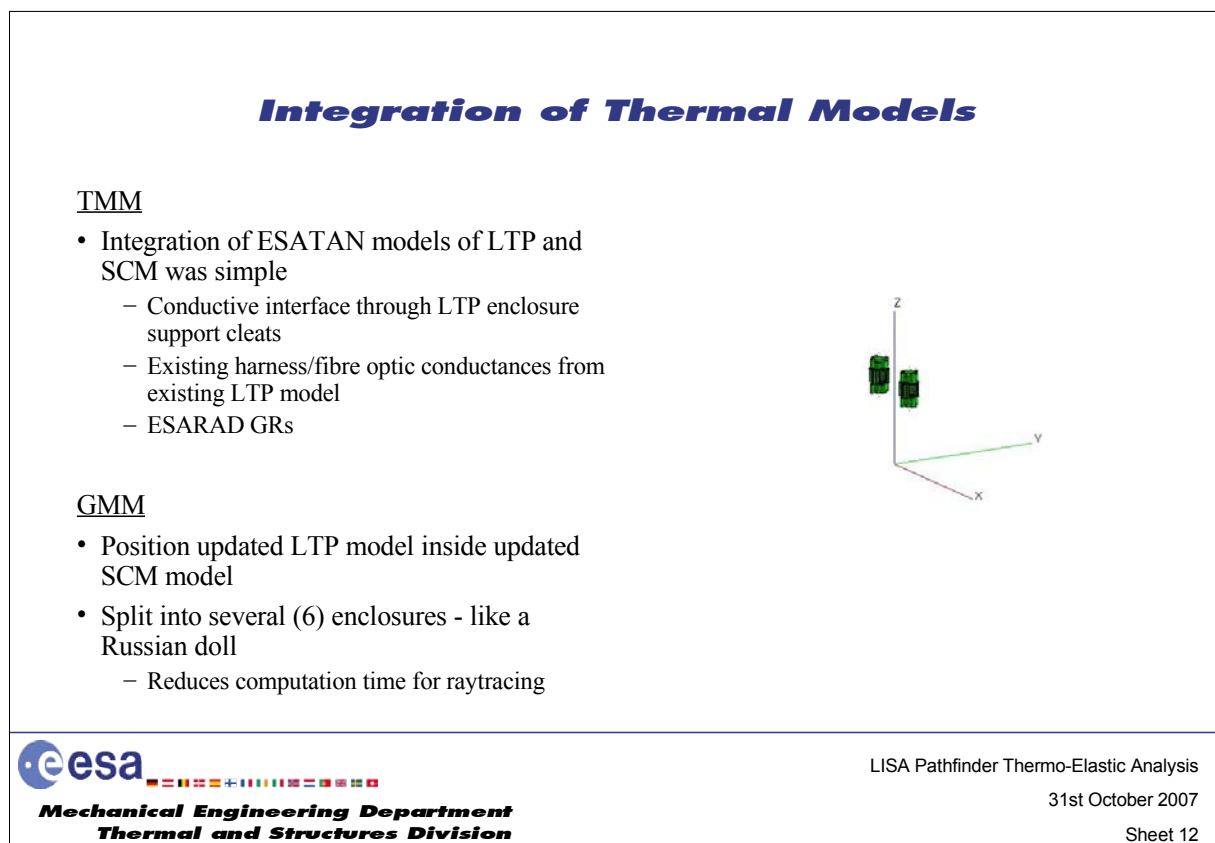 Integration of Thermal Models
TMM
• Integration of ESATAN models of LTP and
SCM was simple
– Conductive interface through LTP enclosure
support cleats
– Existing harness/fibre optic conductances from
existing LTP model
– ESARAD GRs
GMM
• Position updated LTP model inside updated
SCM model
• Split into several (6) enclosures - like a
Russian doll
– Reduces computation time for raytracing
Z
Y
X
esa
Mechanical Engineering Department
Thermal and Structures Division
LISA Pathfinder Thermo-Elastic Analysis
31st October 2007
Sheet 12